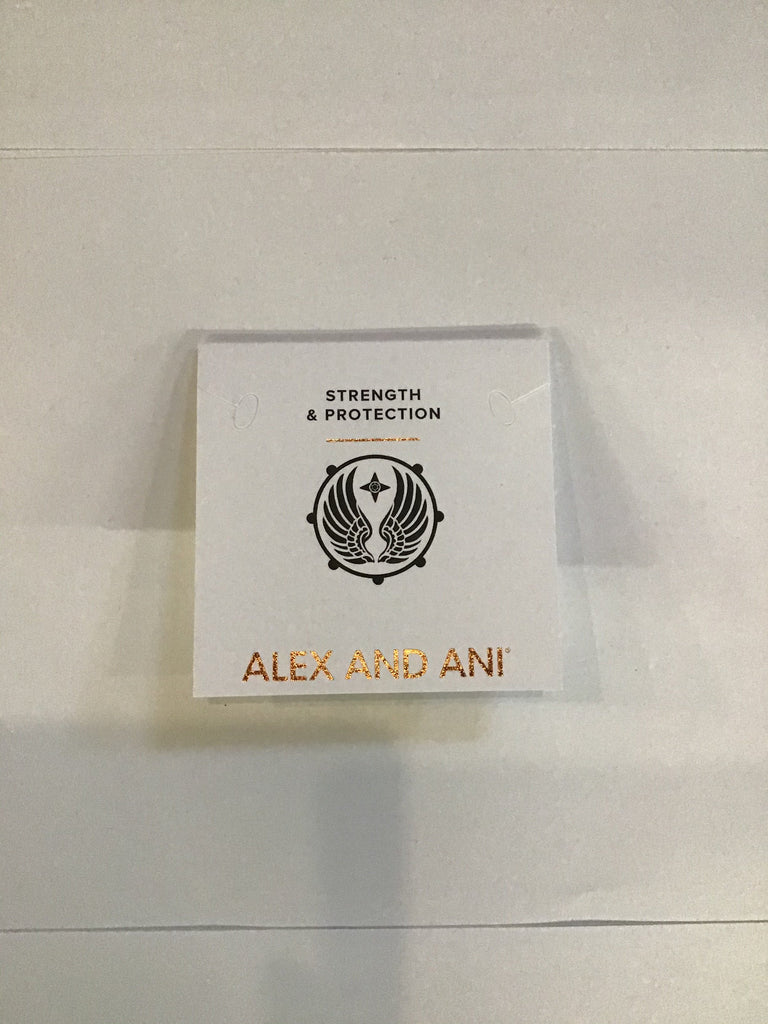 STRENGTH
& PROTECTION
ALEX AND ANI®